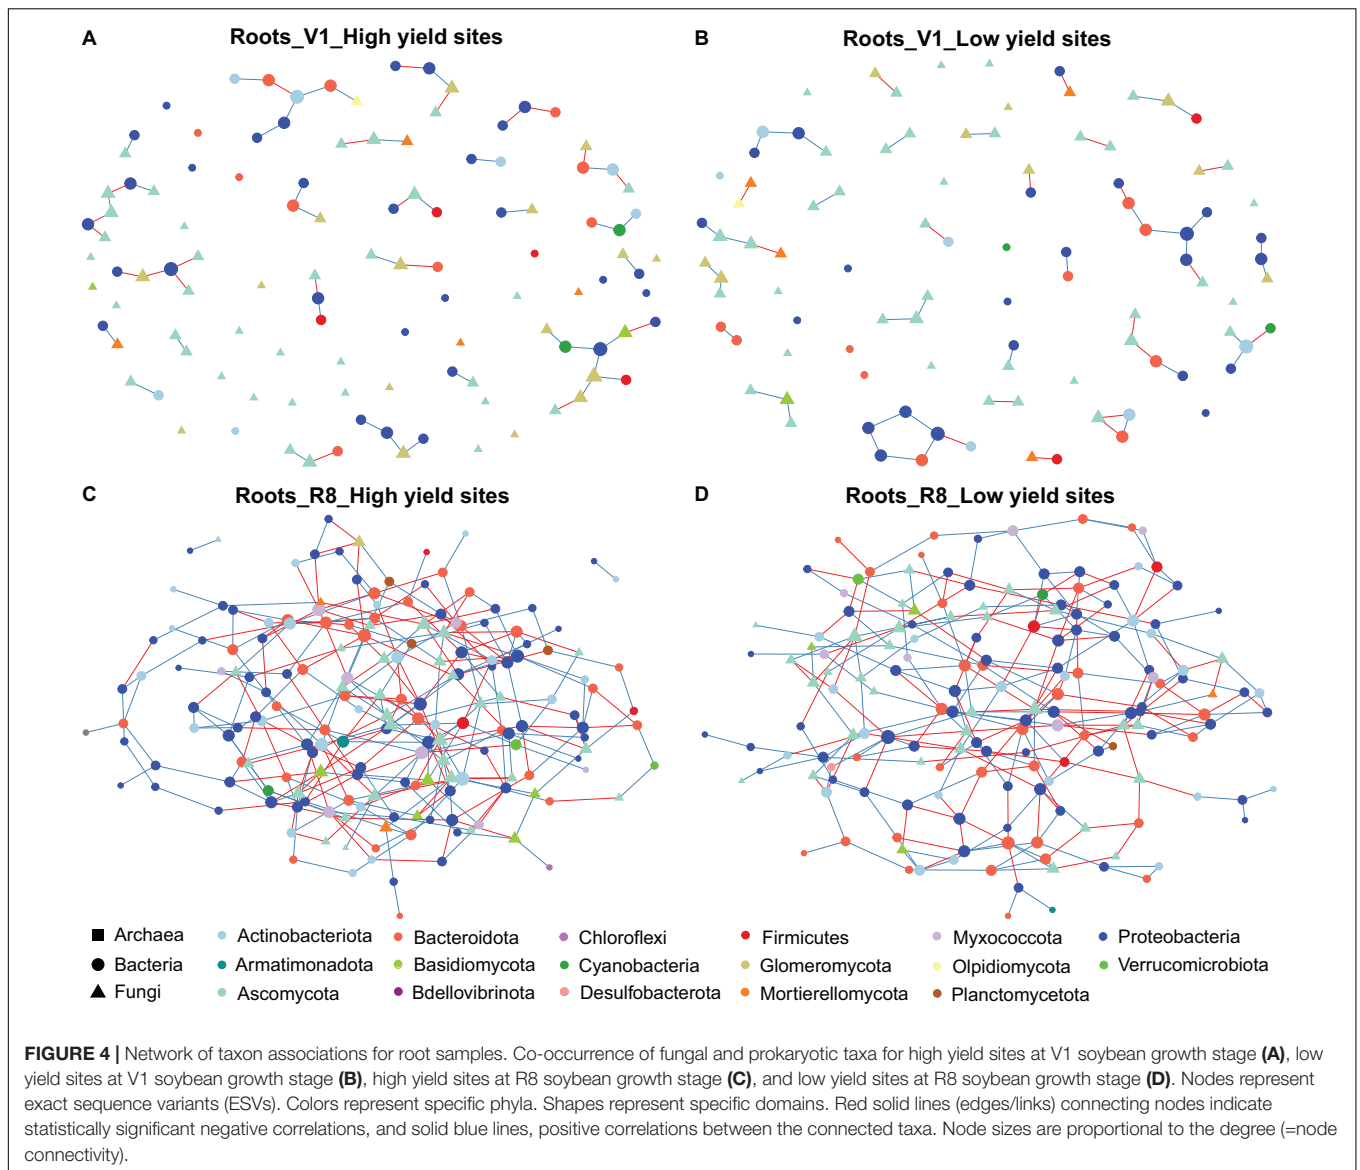 A Roots_V1_High yield sites
B Roots_V1_Low yield sites
C Roots_R8_High yield sites
D Roots_R8_Low yield sites
Archaea Actinobacteriota Bacteroidota Chloroflexi Firmicutes Myxococcota Proteobacteria
Bacteria Armatimonadota Basidiomycota Cyanobacteria Glomeromycota Olpidiomycota Verrucomicrobiota
Fungi Ascomycota Bdellovibrinota Desulfobacterota Mortierellomycota Planctomycetota
FIGURE 4 | Network of taxon associations for root samples. Co-occurrence of fungal and prokaryotic taxa for high yield sites at V1 soybean growth stage (A), low
yield sites at V1 soybean growth stage (B), high yield sites at R8 soybean growth stage (C), and low yield sites at R8 soybean growth stage (D). Nodes represent
exact sequence variants (ESVs). Colors represent specific phyla. Shapes represent specific domains. Red solid lines (edges/links) connecting nodes indicate
statistically significant negative correlations, and solid blue lines, positive correlations between the connected taxa. Node sizes are proportional to the degree (=node
connectivity).